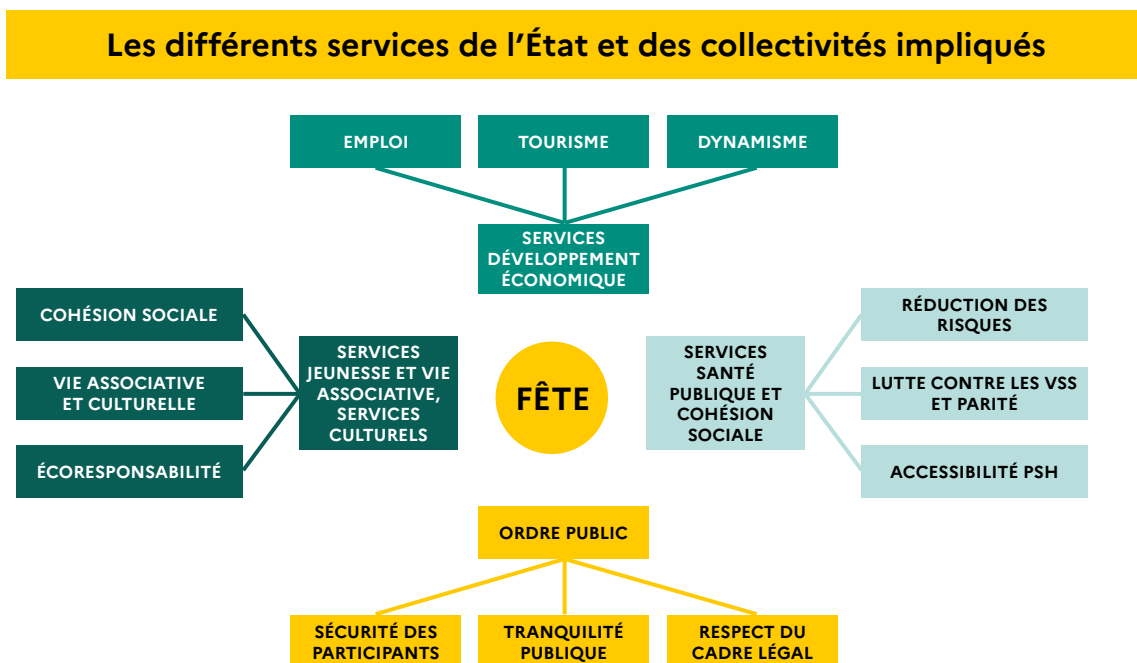 Les différents services de l'État et des collectivités impliqués
EMPLOI
TOURISME
DYNAMISME
SERVICES
DÉVELOPPEMENT
ÉCONOMIQUE
COHÉSION SOCIALE
VIE ASSOCIATIVE
ET CULTURELLE
ÉCORESPONSABILITÉ
SERVICES
JEUNESSE ET VIE
ASSOCIATIVE,
SERVICES
CULTURELS
FÊTE
SERVICES
SANTÉ
PUBLIQUE ET
COHÉSION
SOCIALE
RÉDUCTION DES
RISQUES
LUTTE CONTRE LES VSS
ET PARITÉ
ACCESSIBILITÉ PSH
ORDRE PUBLIC
SÉCURITÉ DES
PARTICIPANTS
TRANQUILITÉ
PUBLIQUE
RESPECT DU
CADRE LÉGAL